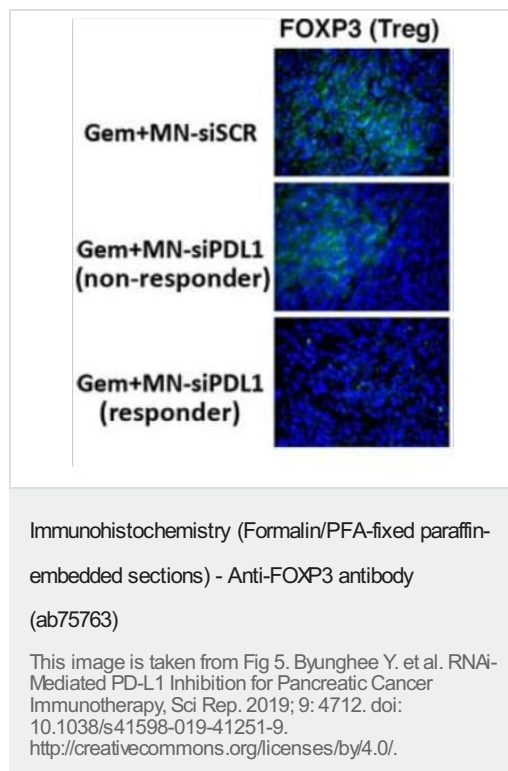 FOXP3 (Treg)
Gem+MN-siSCR
Gem+MN-siPDL1
(non-responder)
Gem+MN-siPDL1
(responder)
Immunohistochemistry (Formalin/PFA-fixed paraffin-
embedded sections) - Anti-FOXP3 antibody
(ab75763)
This image is taken from Fig 5. Byunghee Y. et al. RNAi-
Mediated PD-L1 Inhibition for Pancreatic Cancer
Immunotherapy, Sci Rep. 2019; 9: 4712. doi:
10.1038/s41598-019-41251-9.
http://creativecommons.org/licenses/by/4.0/.